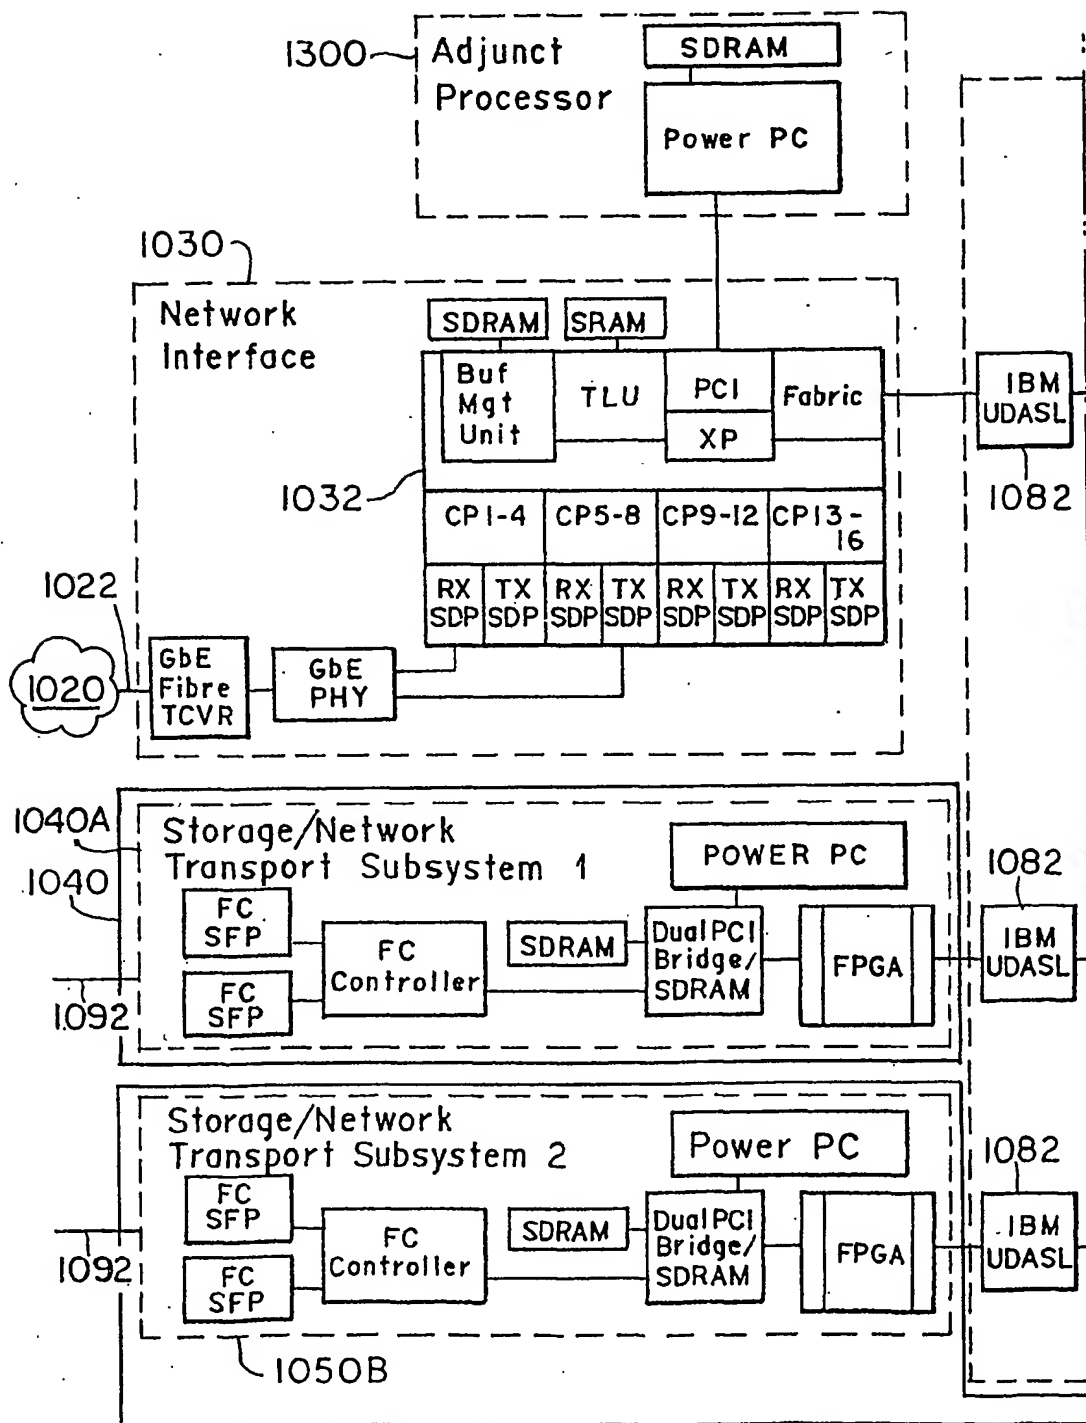 1300
Adjunct
Processor
SDRAM
Power PC
1030
Network
Interface
SDRAM
SRAM
Buf
Mgt
Unit
TLU
PCI
XP
Fabric
IBM
UDASL
1082
1032
CP1-4
CP5-8
CP9-12
CP13-
16
RX
SDP
TX
SDP
RX
SDP
TX
SDP
RX
SDP
TX
SDP
RX
SDP
TX
SDP
1022
1020
GbE
Fibre
TCVR
GbE
PHY
1040A
1040
Storage/Network
Transport Subsystem 1
POWER PC
FC
SFP
FC
SFP
FC
Controller
SDRAM
Dual PCI
Bridge/
SDRAM
FPGA
1082
IBM
UDASL
1092
Storage/Network
Transport Subsystem 2
Power PC
FC
SFP
FC
SFP
FC
Controller
SDRAM
Dual PCI
Bridge/
SDRAM
FPGA
1082
IBM
UDASL
1092
1050B